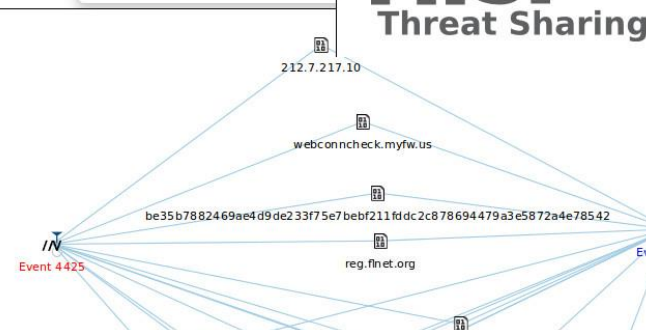 Threat Sharing
212.7.217.10
webconncheck.myfw.us
be35b7882469ae4d9de233f75e7bebf211fddc2c878694479a3e5872a4e78542
reg.flnet.org
Event 4425